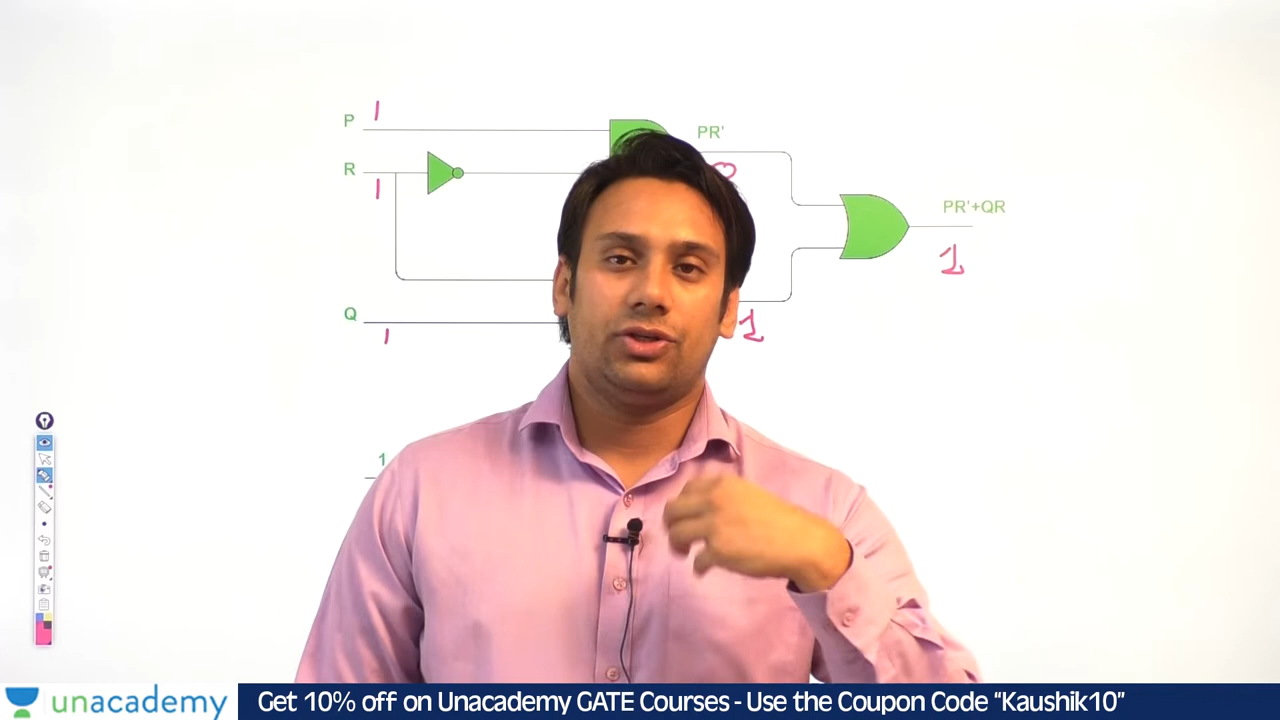 P 1
PR'
R
0
1
PR'+QR
1
Q
1
1
1
unacademy
Get 10% off on Unacademy GATE Courses - Use the Coupon Code “Kaushik10”